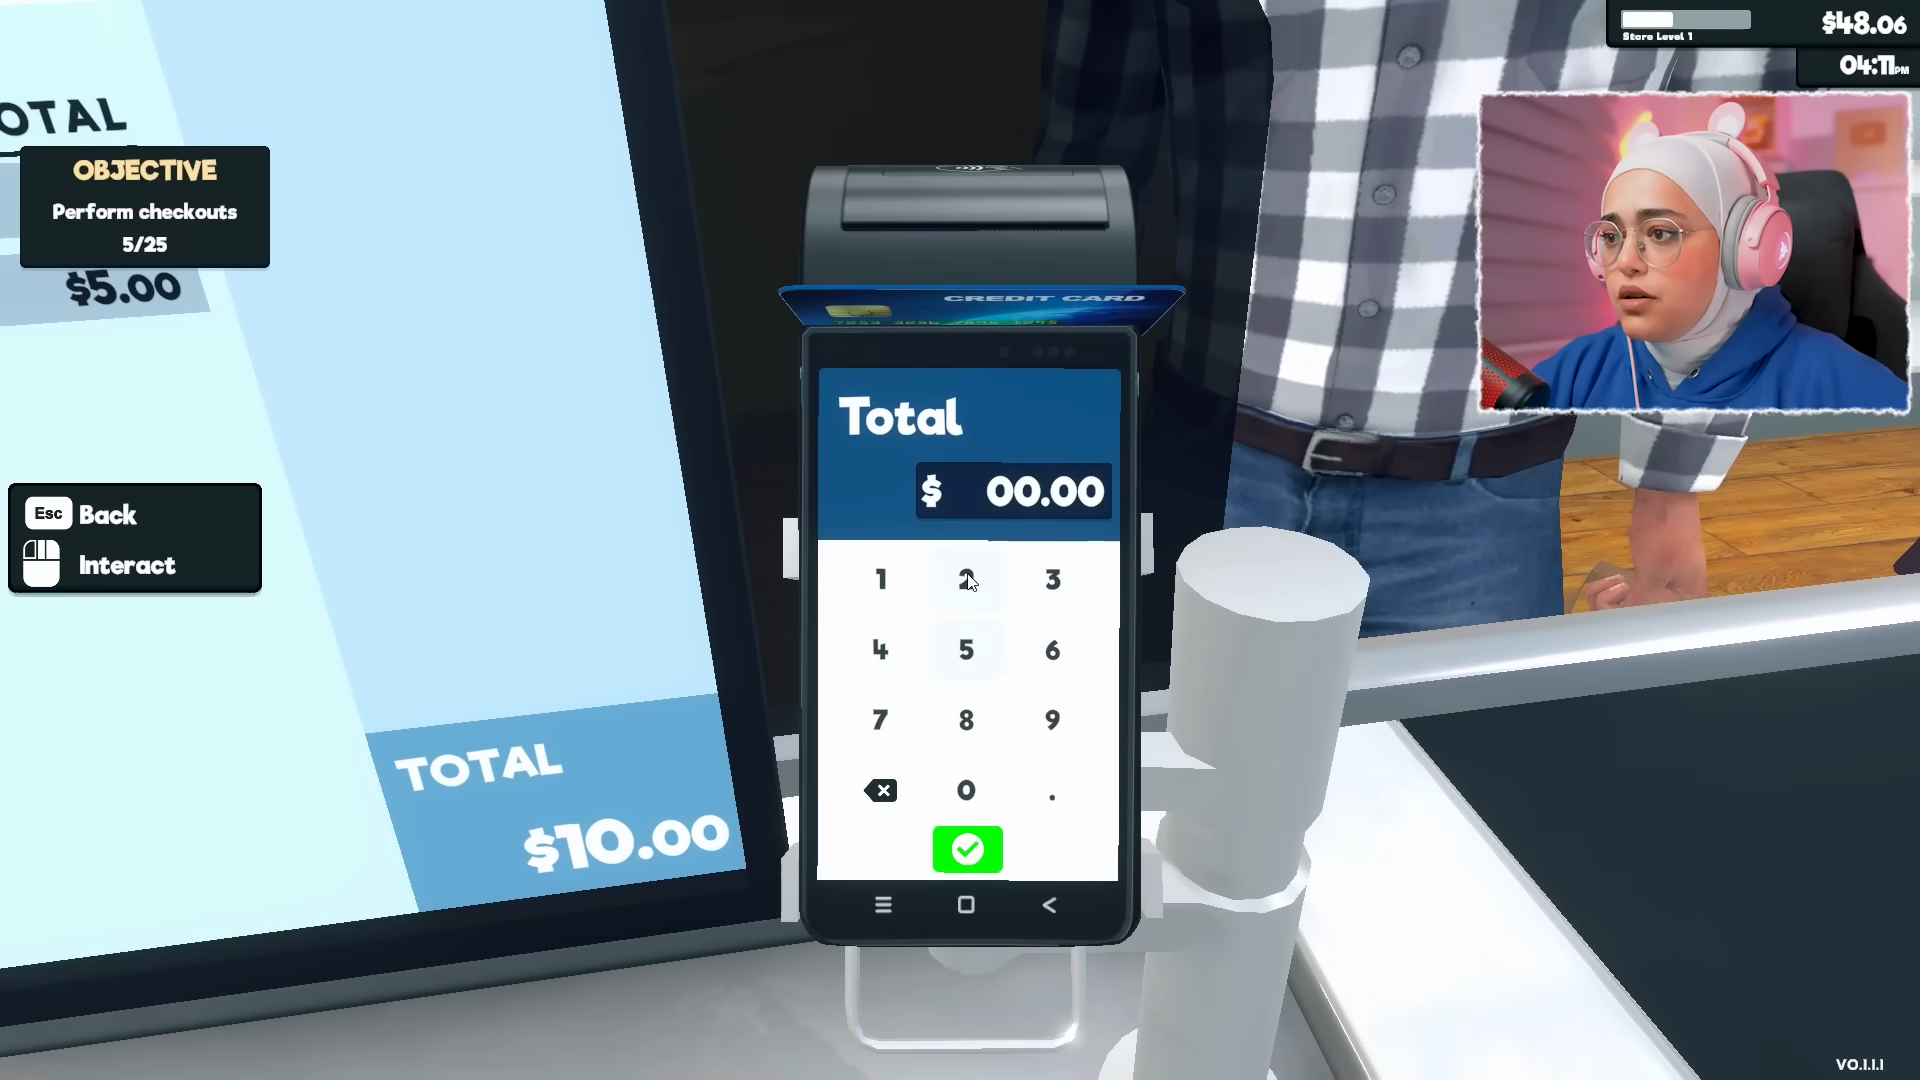 Store Level 1
$48.06
04:11PM
OTAL
OBJECTIVE
Perform checkouts
5/25
$5.00
CREDIT CARD
Total
$ 00.00
Esc Back
Interact
1 2 3
4 5 6
7 8 9
0 .
TOTAL
$10.00
V0.1.1.1